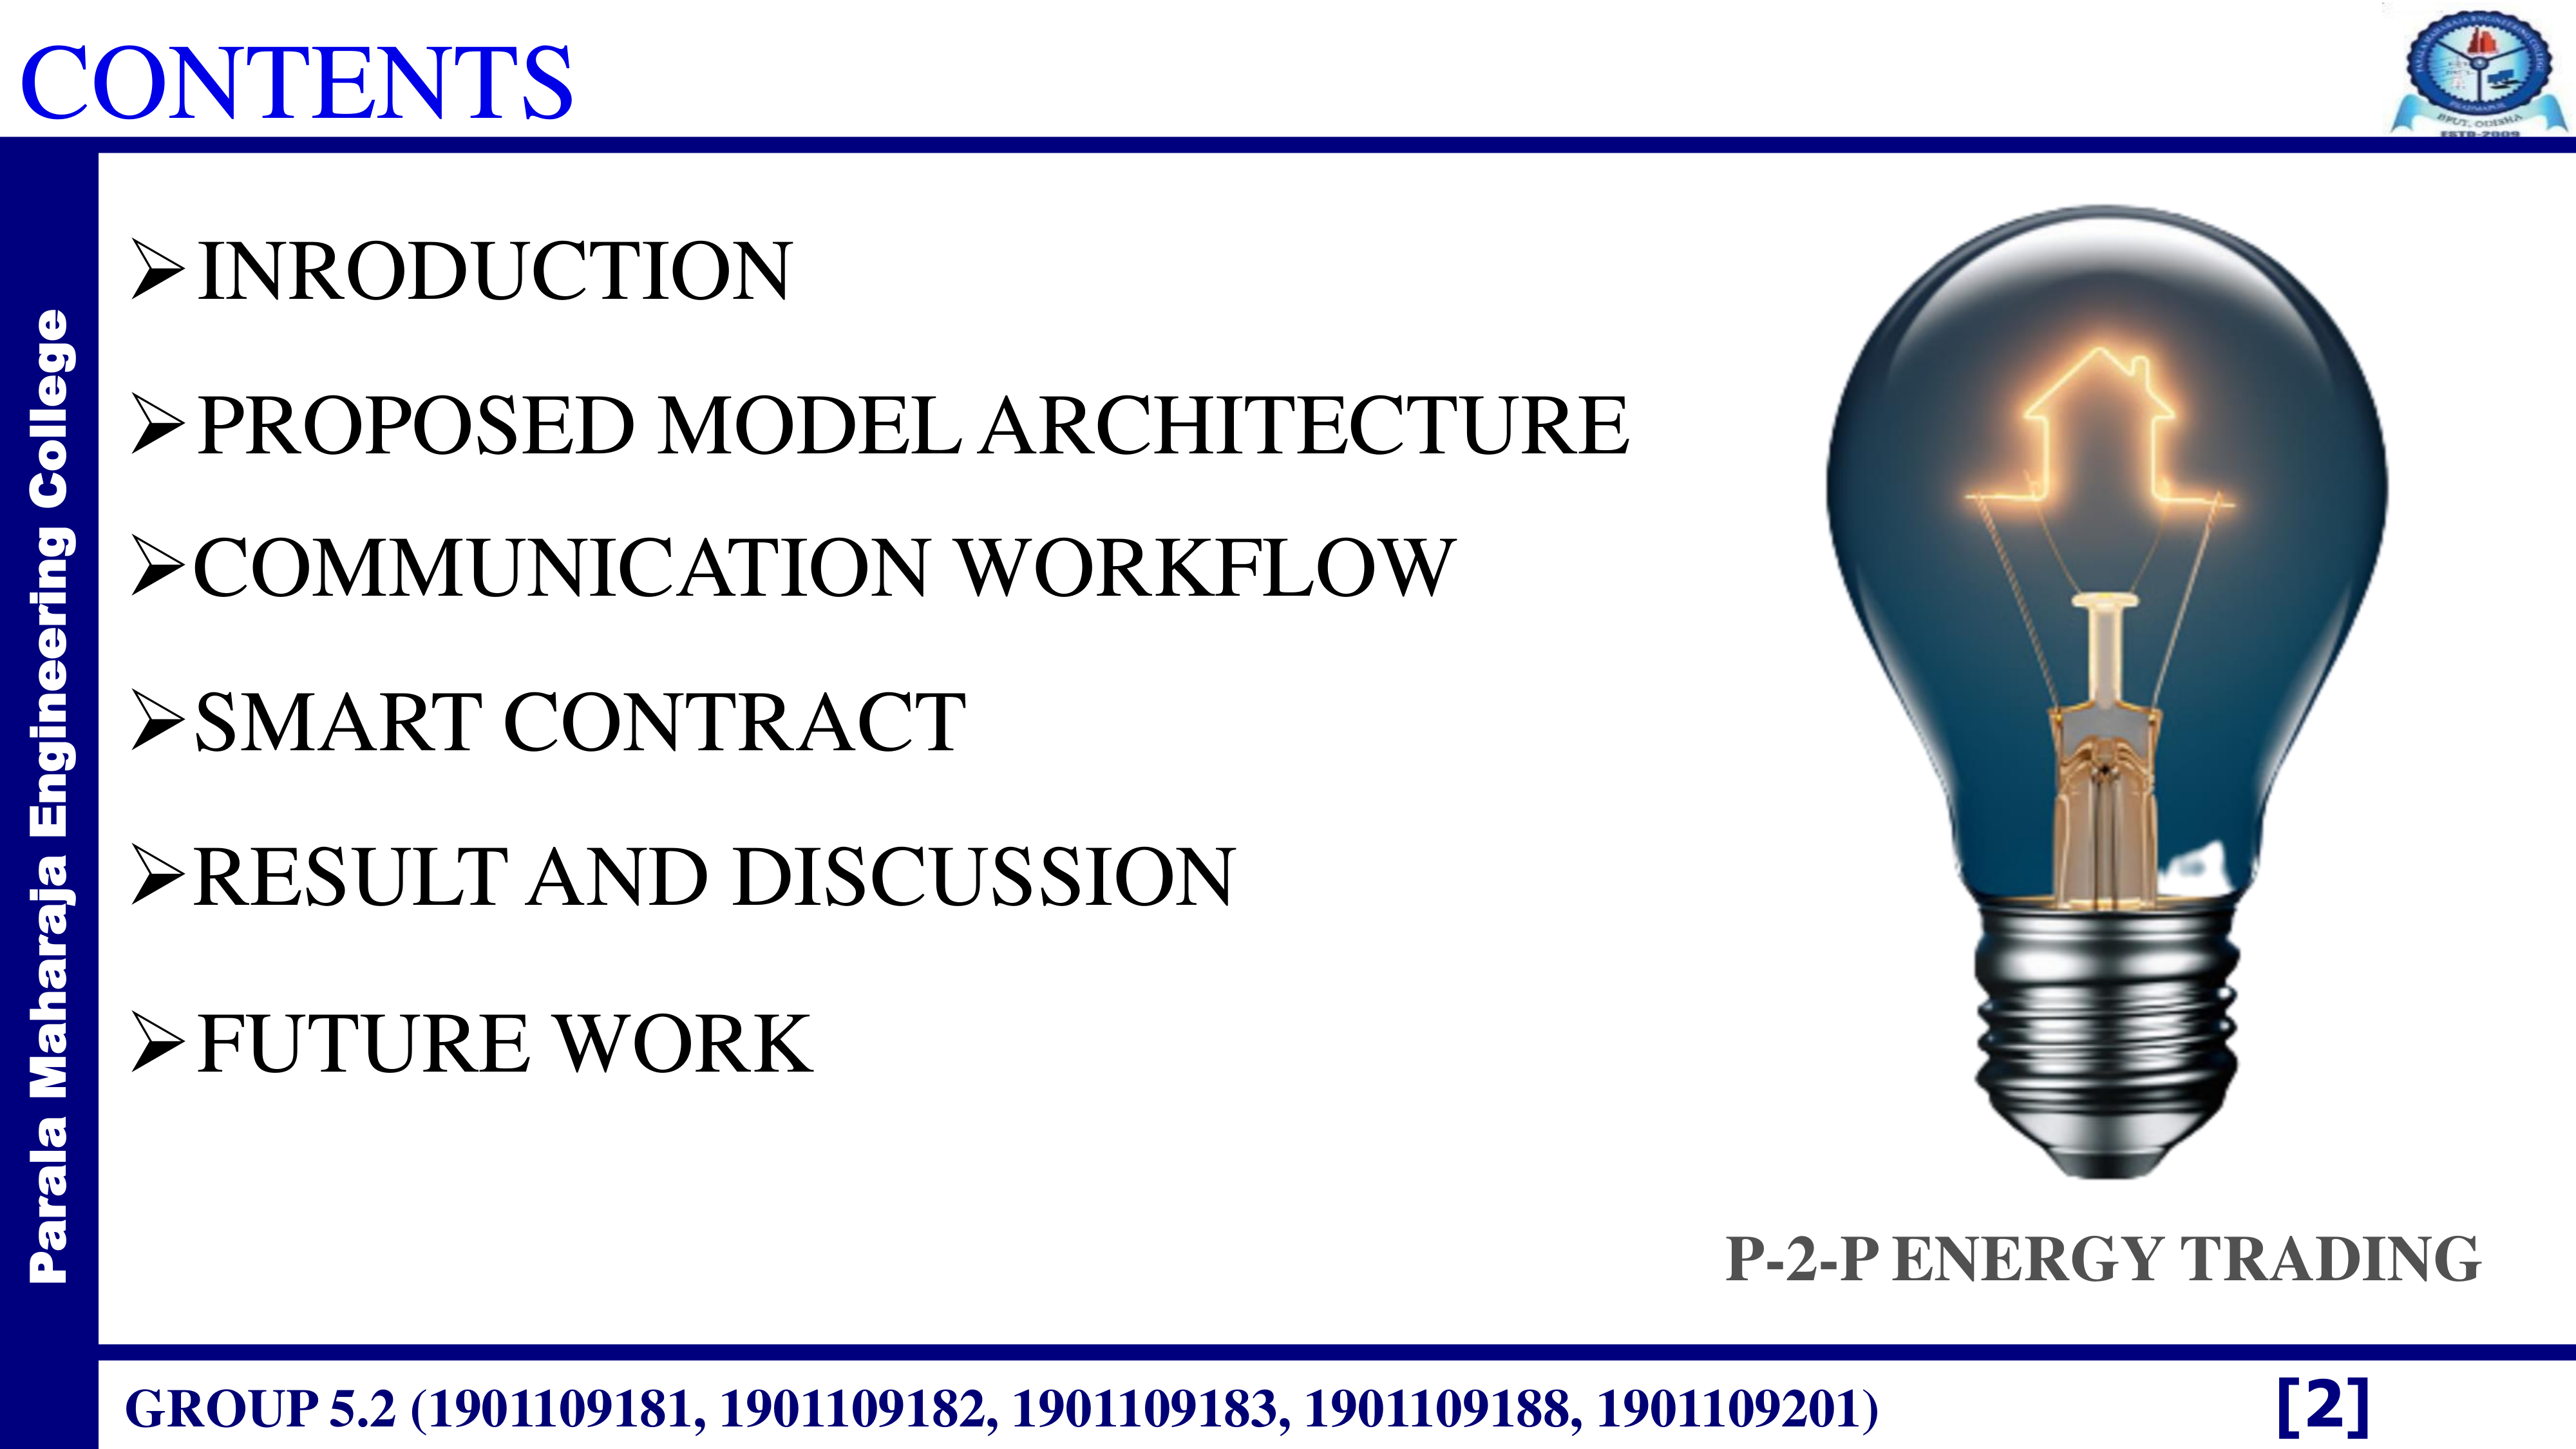 CONTENTS
BPUT, ODISHA
ESTD-2009
Parala Maharaja Engineering College
➢INRODUCTION
➢PROPOSED MODEL ARCHITECTURE
➢COMMUNICATION WORKFLOW
➢SMART CONTRACT
➢RESULT AND DISCUSSION
➢FUTURE WORK
P-2-P ENERGY TRADING
GROUP 5.2 (1901109181, 1901109182, 1901109183, 1901109188, 1901109201)
[2]